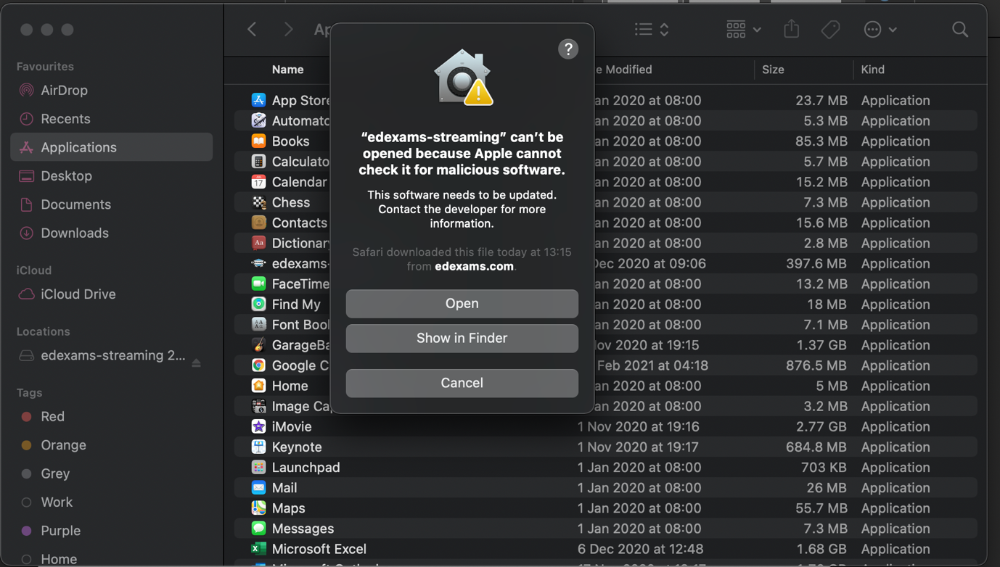 Favourites
AirDrop
Recents
Applications
Desktop
Documents
Downloads
iCloud
iCloud Drive
Locations
edexams-streaming 2...
Tags
Red
Orange
Grey
Work
Purple
Home
Ap
?
“edexams-streaming” can’t be
opened because Apple cannot
check it for malicious software.
This software needs to be updated.
Contact the developer for more
information.
Safari downloaded this file today at 13:15
from edexams.com.
Open
Show in Finder
Cancel
Name e Modified Size Kind
App Store an 2020 at 08:00 23.7 MB Application
Automato an 2020 at 08:00 5.3 MB Application
Books an 2020 at 08:00 85.3 MB Application
Calculato an 2020 at 08:00 5.7 MB Application
Calendar an 2020 at 08:00 15.2 MB Application
Chess an 2020 at 08:00 7.3 MB Application
Contacts an 2020 at 08:00 15.6 MB Application
Dictionary an 2020 at 08:00 2.8 MB Application
edexams- Dec 2020 at 09:06 397.6 MB Application
FaceTime an 2020 at 08:00 13.2 MB Application
Find My an 2020 at 08:00 18 MB Application
Font Boo an 2020 at 08:00 7.1 MB Application
GarageBa ov 2020 at 19:15 1.37 GB Application
Google C Feb 2021 at 04:18 876.5 MB Application
Home an 2020 at 08:00 5 MB Application
Image Cap an 2020 at 08:00 3.2 MB Application
iMovie 1 Nov 2020 at 19:16 2.77 GB Application
Keynote 1 Nov 2020 at 19:17 684.8 MB Application
Launchpad 1 Jan 2020 at 08:00 703 KB Application
Mail 1 Jan 2020 at 08:00 26 MB Application
Maps 1 Jan 2020 at 08:00 55.7 MB Application
Messages 1 Jan 2020 at 08:00 7.3 MB Application
Microsoft Excel 6 Dec 2020 at 12:48 1.68 GB Application